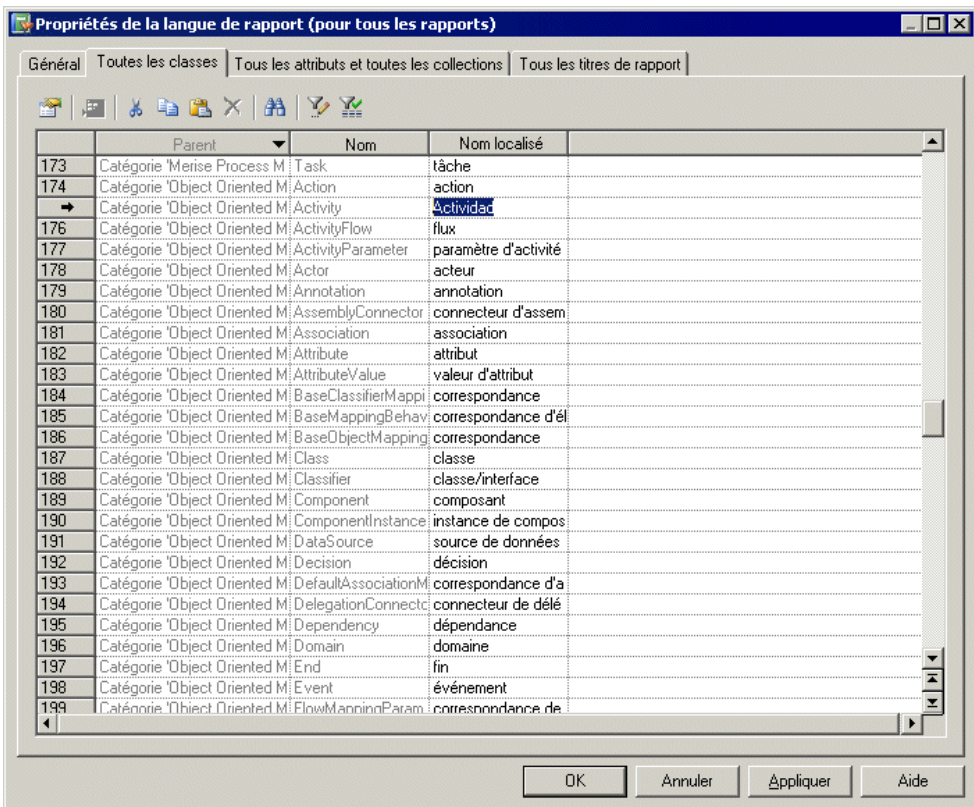 Propriétés de la langue de rapport (pour tous les rapports)
Général Toutes les classes Tous les attributs et toutes les collections Tous les titres de rapport
Parent Nom Nom localisé
173 Catégorie 'Merise Process M Task tâche
174 Catégorie 'Object Oriented M Action action
Catégorie 'Object Oriented M Activity Actividad
176 Catégorie 'Object Oriented M ActivityFlow flux
177 Catégorie 'Object Oriented M ActivityParameter paramètre d'activité
178 Catégorie 'Object Oriented M Actor acteur
179 Catégorie 'Object Oriented M Annotation annotation
180 Catégorie 'Object Oriented M AssemblyConnector connecteur d'assem
181 Catégorie 'Object Oriented M Association association
182 Catégorie 'Object Oriented M Attribute attribut
183 Catégorie 'Object Oriented M AttributeValue valeur d'attribut
184 Catégorie 'Object Oriented M BaseClassifierMappi correspondance
185 Catégorie 'Object Oriented M BaseMappingBehav correspondance d'él
186 Catégorie 'Object Oriented M BaseObjectMapping correspondance
187 Catégorie 'Object Oriented M Class classe
188 Catégorie 'Object Oriented M Classifier classe/interface
189 Catégorie 'Object Oriented M Component composant
190 Catégorie 'Object Oriented M ComponentInstance instance de compos
191 Catégorie 'Object Oriented M DataSource source de données
192 Catégorie 'Object Oriented M Decision décision
193 Catégorie 'Object Oriented M DefaultAssociationM correspondance d'a
194 Catégorie 'Object Oriented M DelegationConnectc connecteur de délé
195 Catégorie 'Object Oriented M Dependency dépendance
196 Catégorie 'Object Oriented M Domain domaine
197 Catégorie 'Object Oriented M End fin
198 Catégorie 'Object Oriented M Event événement
199 Catégorie 'Object Oriented M FlowMappingParam correspondance de
OK Annuler Appliquer Aide